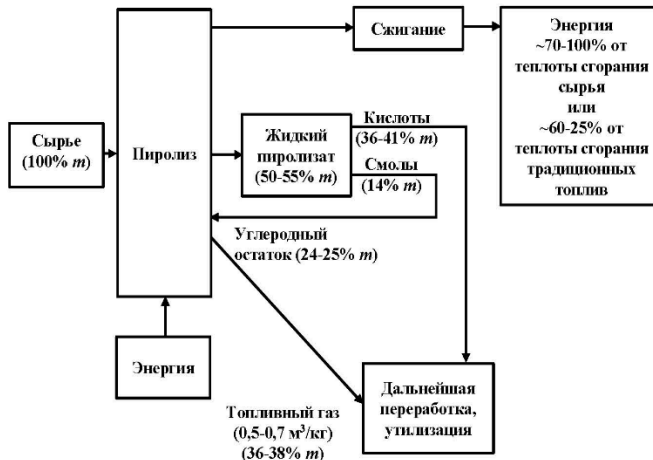 Сжигание
Энергия
~70-100% от
теплоты сгорания
сырья
или
~60-25% от
теплоты сгорания
традиционных
топлив
Сырье
(100% m)
Пиролиз
Жидкий
пиролизат
(50-55% m)
Кислоты
(36-41% m)
Смолы
(14% m)
Углеродный
остаток (24-25% m)
Энергия
Топливный газ
(0,5-0,7 м³/кг)
(36-38% m)
Дальнейшая
переработка,
утилизация